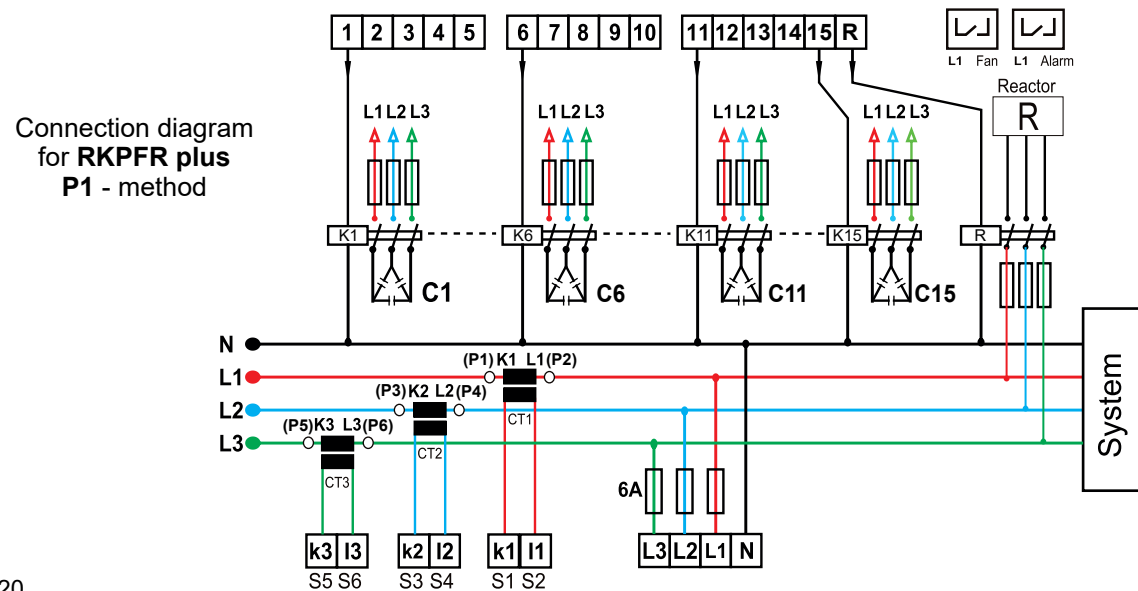 1 2 3 4 5
6 7 8 9 10
11 12 13 14 15 R
L1 Fan
L1 Alarm
Reactor
R
Connection diagram
for RKPFR plus
P1 - method
L1 L2 L3
L1 L2 L3
L1 L2 L3
L1 L2 L3
K1
K6
K11
K15
R
C1
C6
C11
C15
N
L1
L2
L3
(P1) K1 L1 (P2)
CT1
(P3) K2 L2 (P4)
CT2
(P5) K3 L3 (P6)
CT3
System
6A
k3 l3
k2 l2
k1 l1
L3 L2 L1 N
S5 S6
S3 S4
S1 S2
20